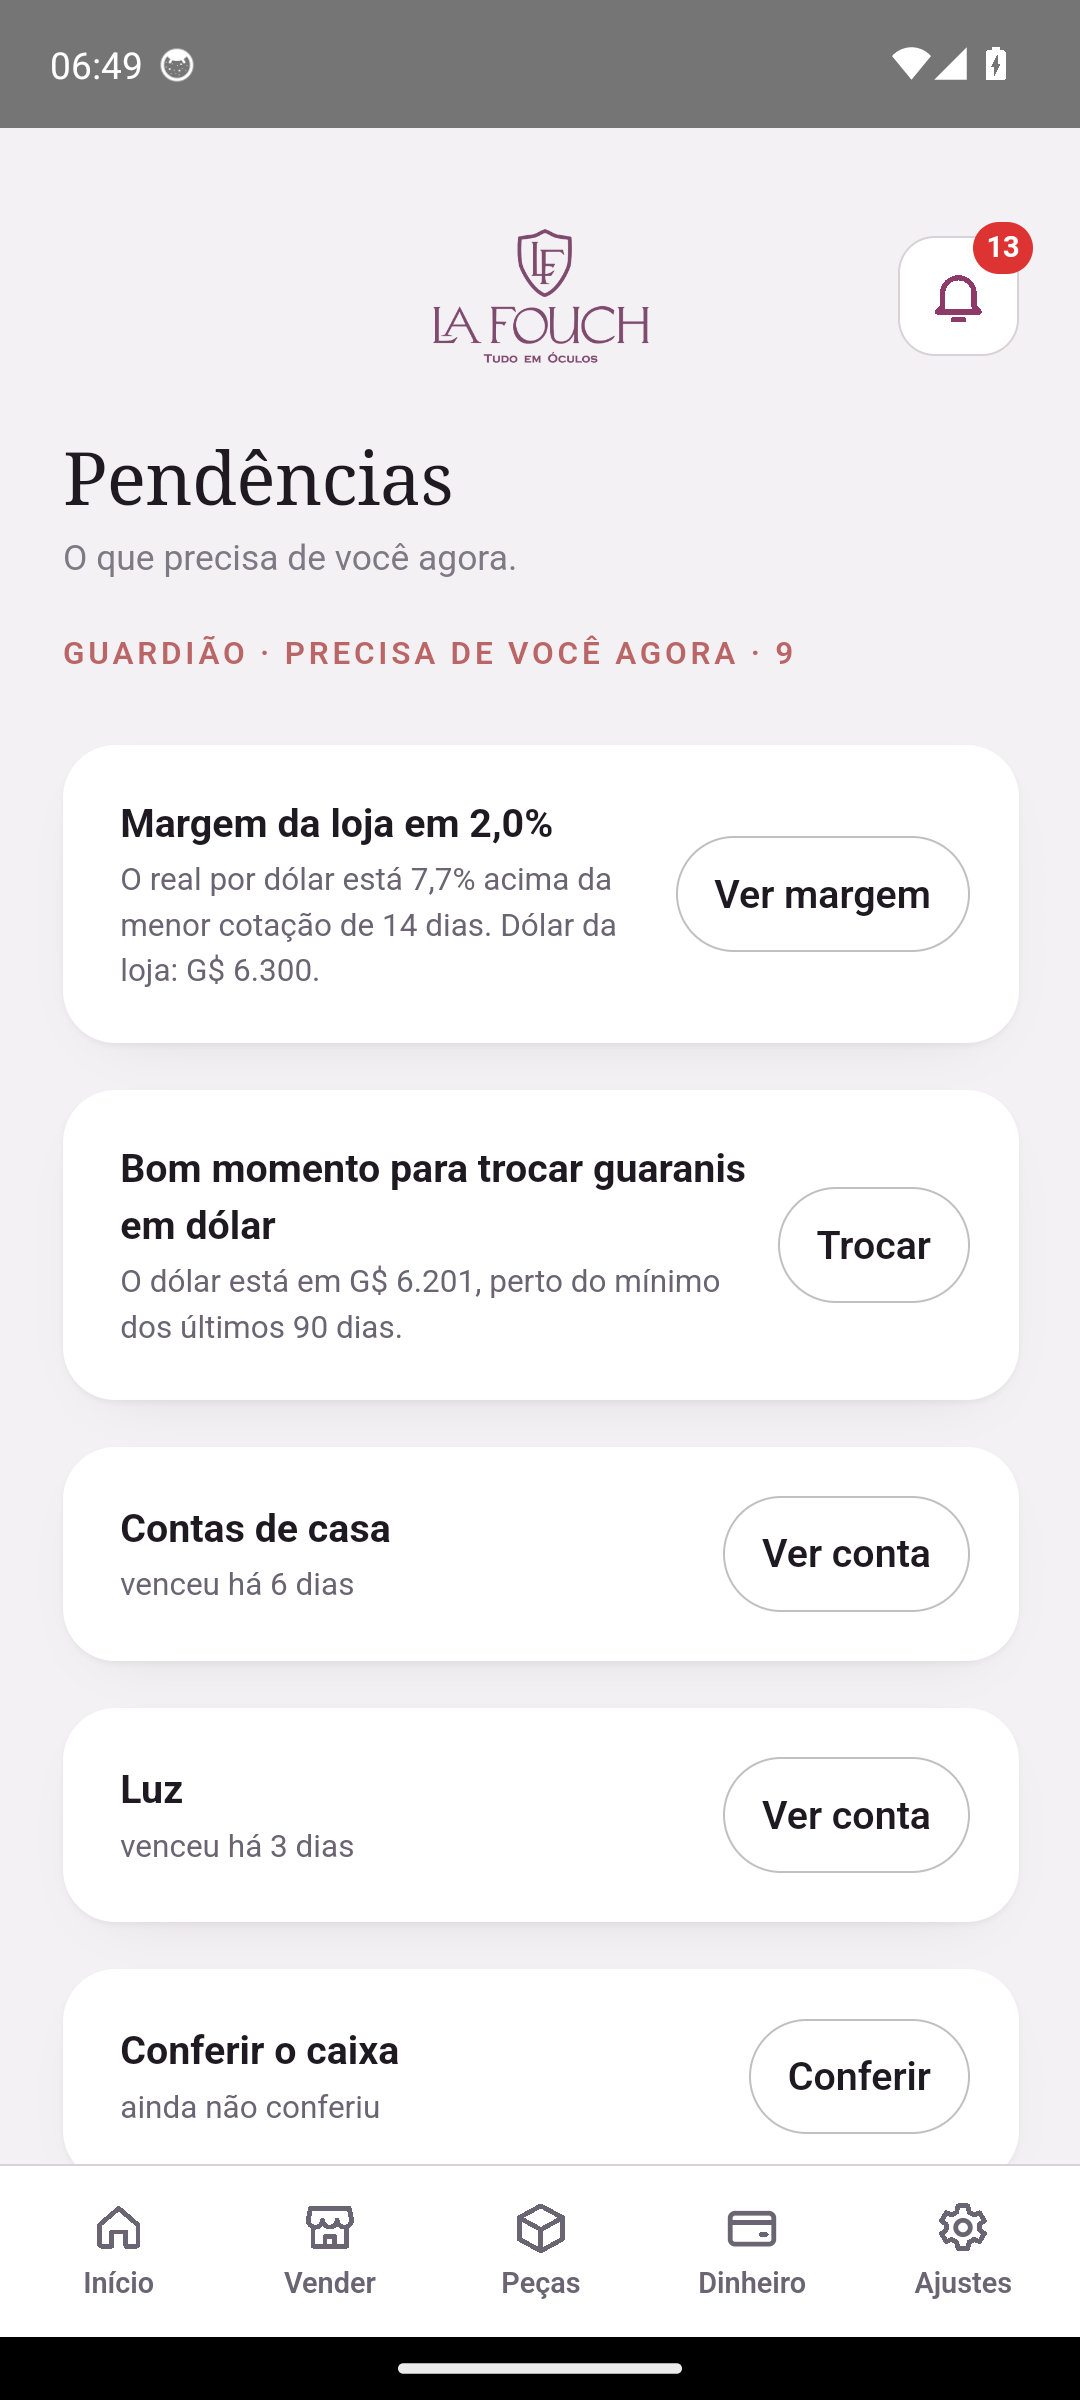 06:49
13
LF
LA FOUCH
TUDO EM ÓCULOS
Pendências
O que precisa de você agora.
GUARDIÃO · PRECISA DE VOCÊ AGORA · 9
Margem da loja em 2,0%
O real por dólar está 7,7% acima da
menor cotação de 14 dias. Dólar da
loja: G$ 6.300.
Ver margem
Bom momento para trocar guaranis
em dólar
O dólar está em G$ 6.201, perto do mínimo
dos últimos 90 dias.
Trocar
Contas de casa
venceu há 6 dias
Ver conta
Luz
venceu há 3 dias
Ver conta
Conferir o caixa
ainda não conferiu
Conferir
Início
Vender
Peças
Dinheiro
Ajustes